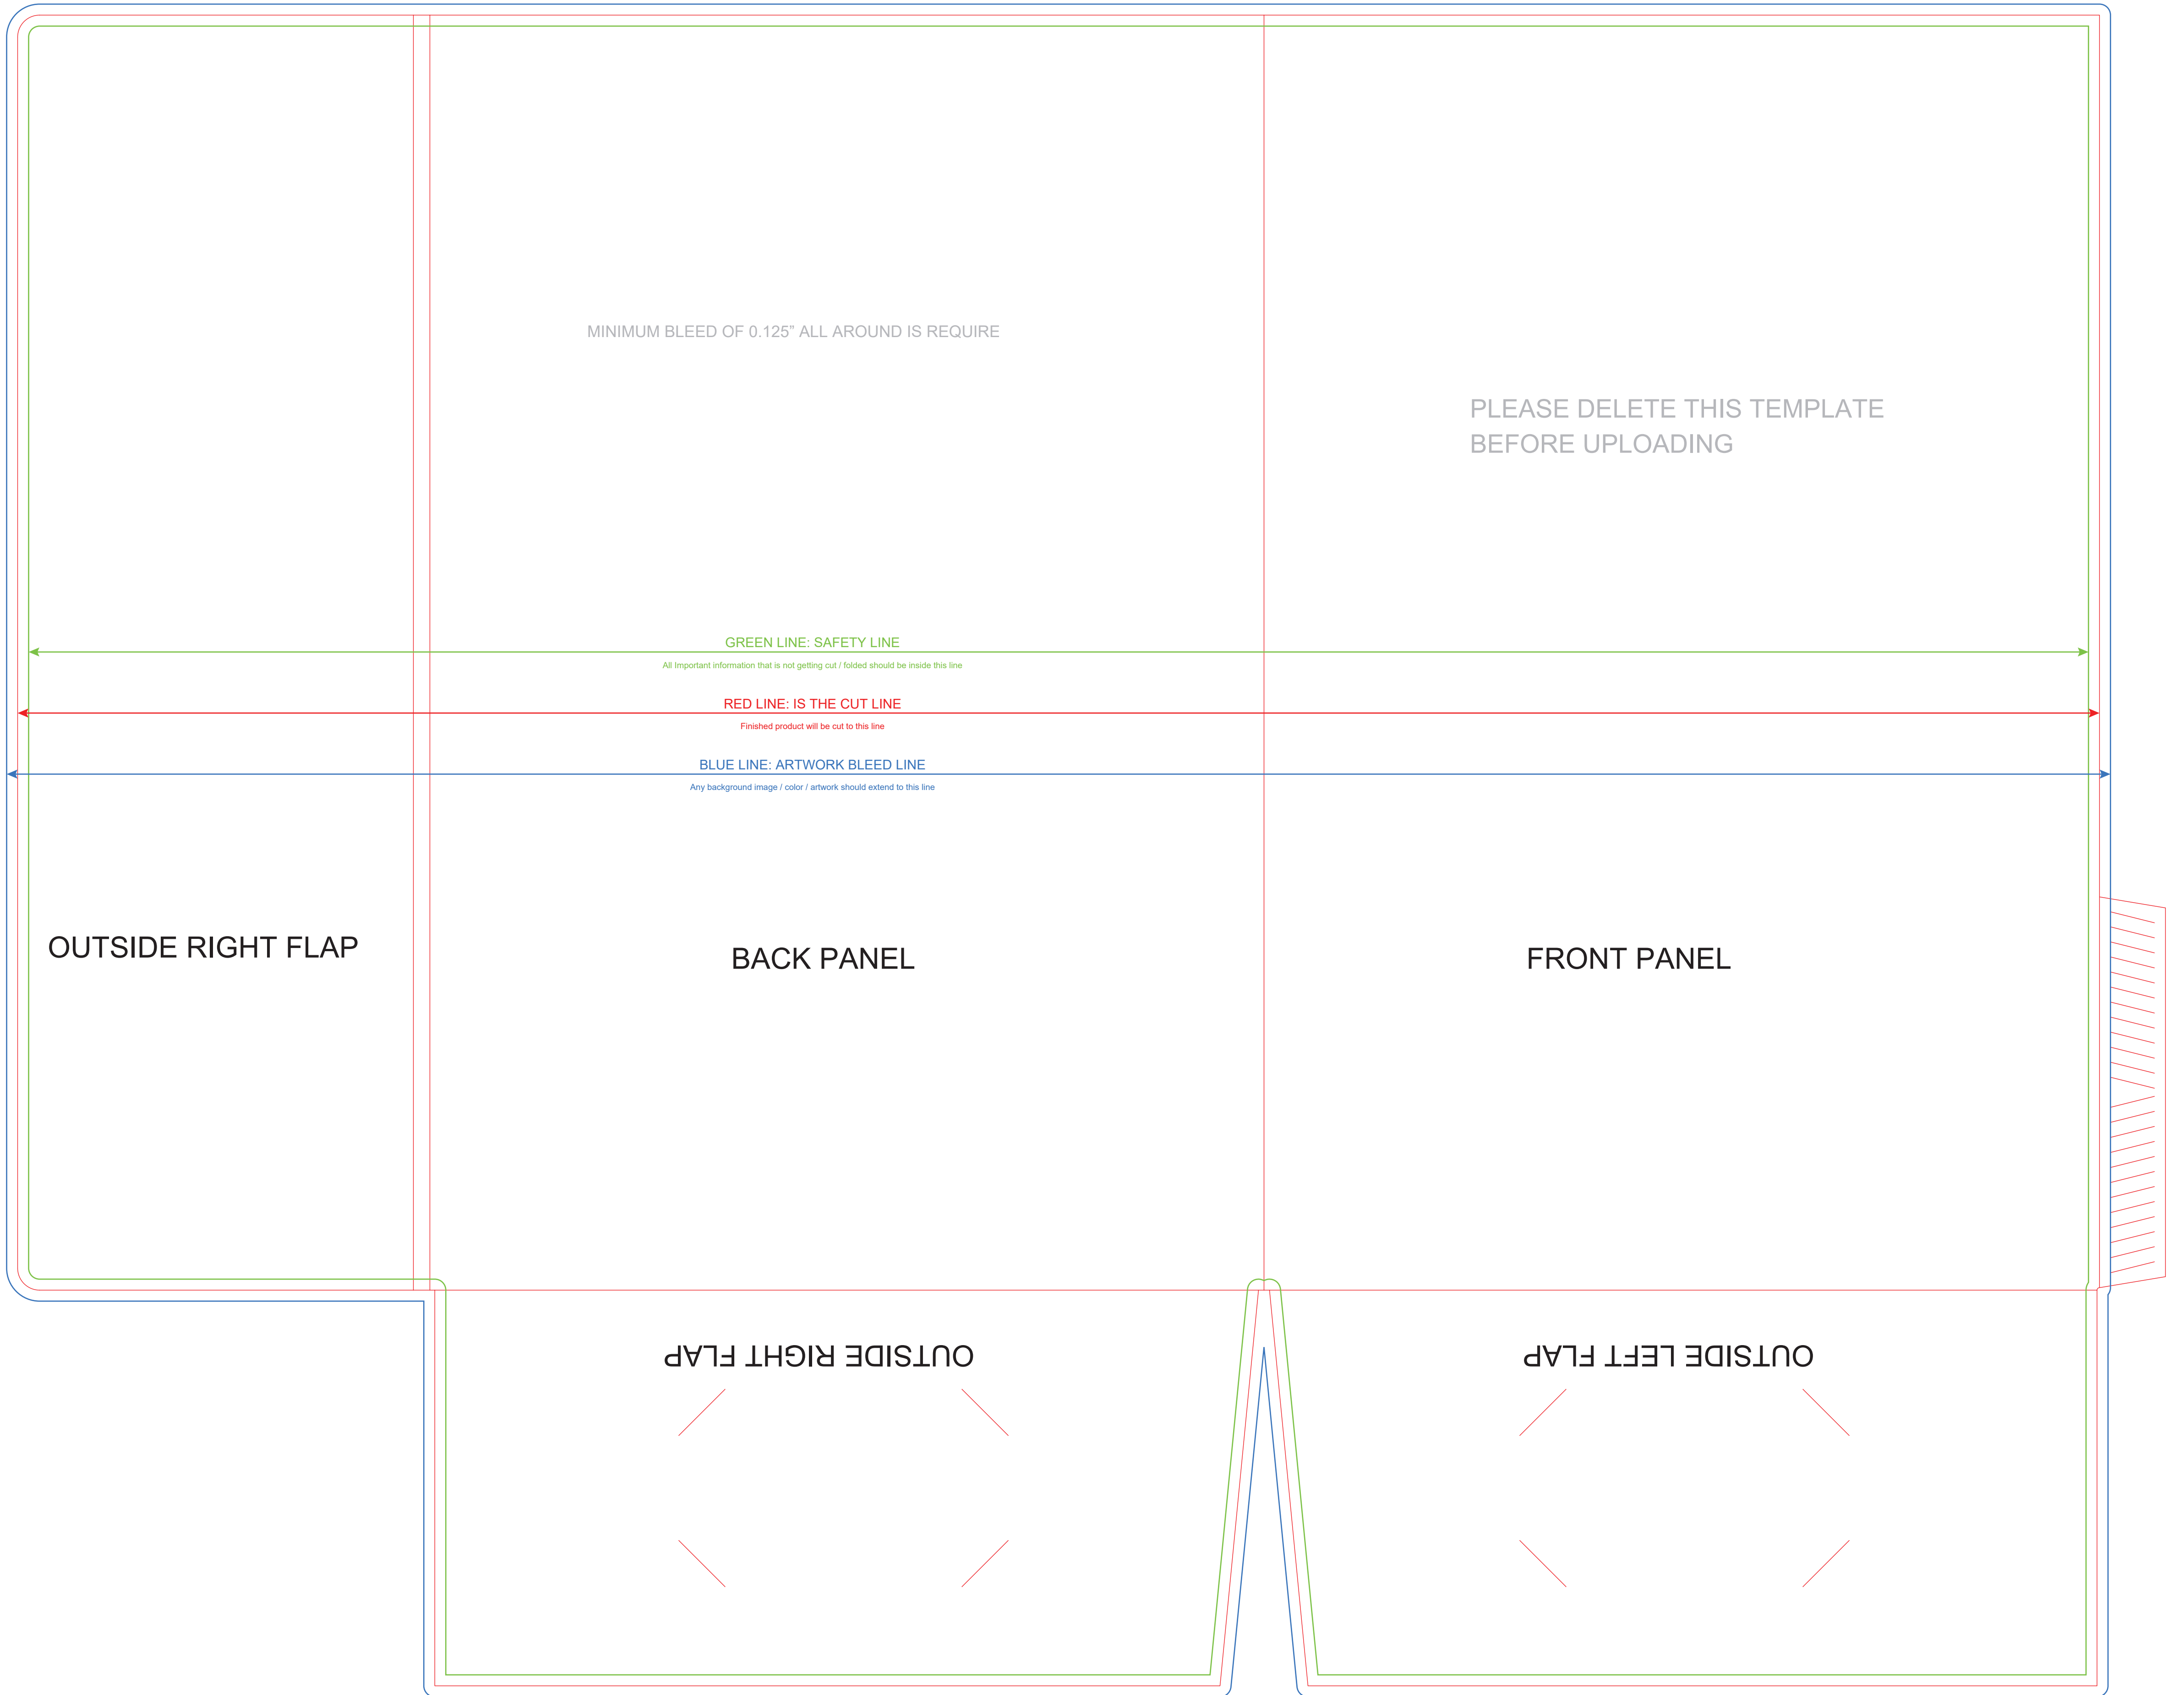 MINIMUM BLEED OF 0.125” ALL AROUND IS REQUIRE
PLEASE DELETE THIS TEMPLATE
BEFORE UPLOADING
GREEN LINE: SAFETY LINE
All Important information that is not getting cut / folded should be inside this line
RED LINE: IS THE CUT LINE
Finished product will be cut to this line
BLUE LINE: ARTWORK BLEED LINE
Any background image / color / artwork should extend to this line
OUTSIDE RIGHT FLAP
BACK PANEL
FRONT PANEL
OUTSIDE RIGHT FLAP
OUTSIDE LEFT FLAP